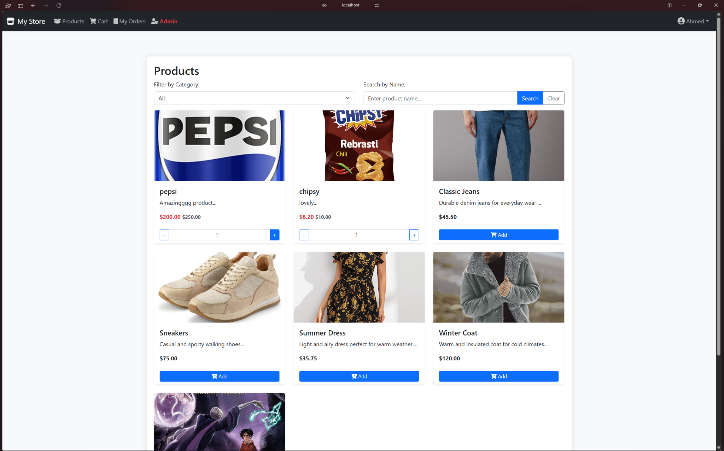 localhost
My Store Products Cart My Orders Admin Ahmed
Products
Filter by Category:
Search by Name:
All
Enter product name...
Search
Clear
PEPSI
CHIPSY
Rebrasti
Chili
pepsi
Amazingggg product...
$200.00 $250.00
- 1 +
chipsy
lovely...
$8.20 $10.00
- 1 +
Classic Jeans
Durable denim jeans for everyday wear....
$45.50
Add
Sneakers
Casual and sporty walking shoes...
$75.00
Add
Summer Dress
Light and airy dress perfect for warm weather...
$35.75
Add
Winter Coat
Warm and insulated coat for cold climates...
$120.00
Add